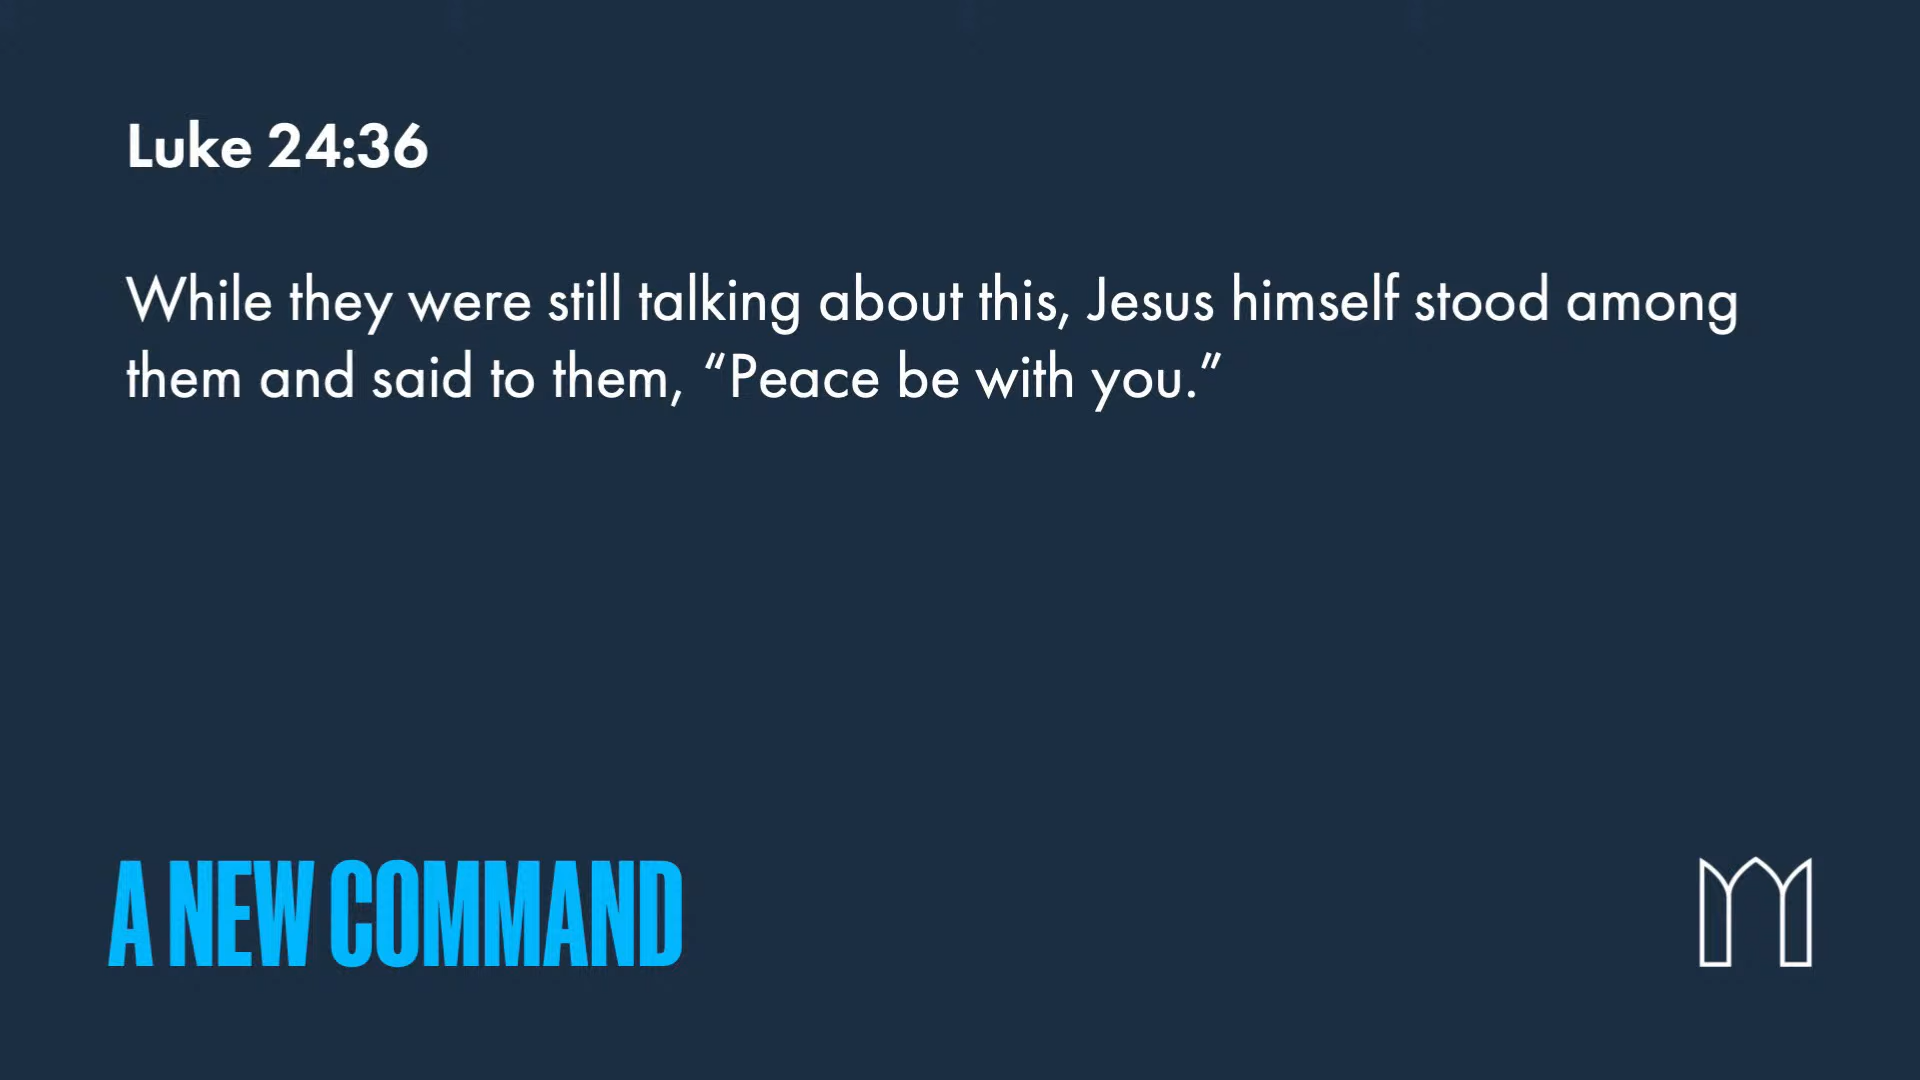 Luke 24:36
While they were still talking about this, Jesus himself stood among
them and said to them, “Peace be with you.”
A NEW COMMAND